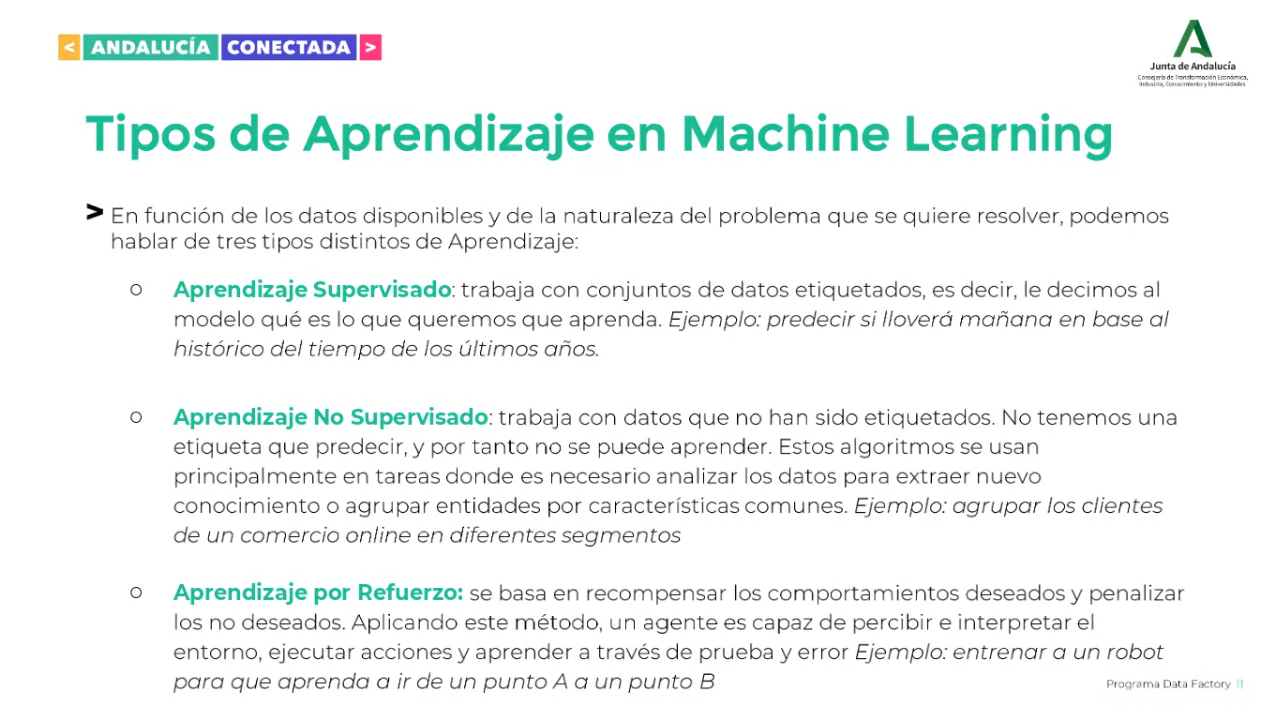 < ANDALUCÍA CONECTADA >
Junta de Andalucía
Consejería de Transformación Económica,
Industria, Conocimiento y Universidades
Tipos de Aprendizaje en Machine Learning
> En función de los datos disponibles y de la naturaleza del problema que se quiere resolver, podemos
hablar de tres tipos distintos de Aprendizaje:
○ Aprendizaje Supervisado: trabaja con conjuntos de datos etiquetados, es decir, le decimos al
modelo qué es lo que queremos que aprenda. Ejemplo: predecir si lloverá mañana en base al
histórico del tiempo de los últimos años.
○ Aprendizaje No Supervisado: trabaja con datos que no han sido etiquetados. No tenemos una
etiqueta que predecir, y por tanto no se puede aprender. Estos algoritmos se usan
principalmente en tareas donde es necesario analizar los datos para extraer nuevo
conocimiento o agrupar entidades por características comunes. Ejemplo: agrupar los clientes
de un comercio online en diferentes segmentos
○ Aprendizaje por Refuerzo: se basa en recompensar los comportamientos deseados y penalizar
los no deseados. Aplicando este método, un agente es capaz de percibir e interpretar el
entorno, ejecutar acciones y aprender a través de prueba y error Ejemplo: entrenar a un robot
para que aprenda a ir de un punto A a un punto B
Programa Data Factory 11